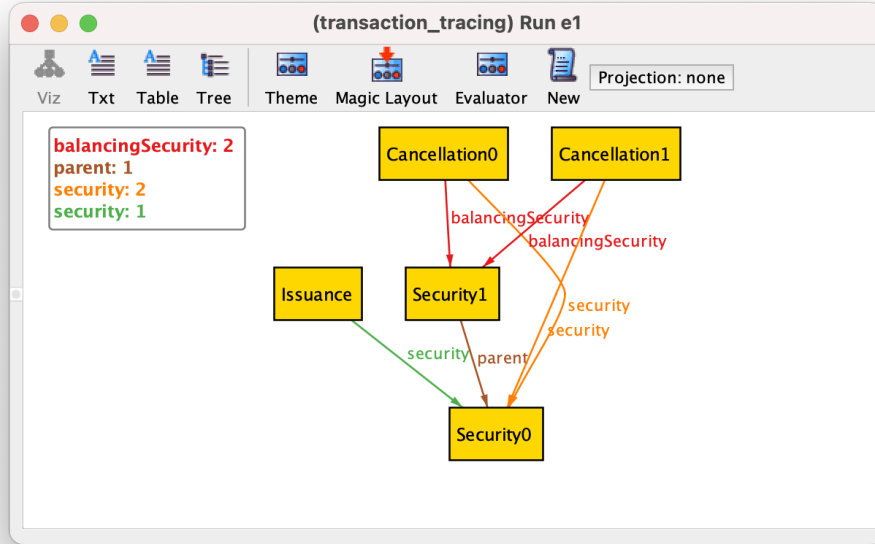 (transaction_tracing) Run e1
Viz Txt Table Tree Theme Magic Layout Evaluator New Projection: none
balancingSecurity: 2
parent: 1
security: 2
security: 1
Cancellation0 Cancellation1
balancingSecurity
balancingSecurity
Issuance Security1
security
security
security parent
Security0